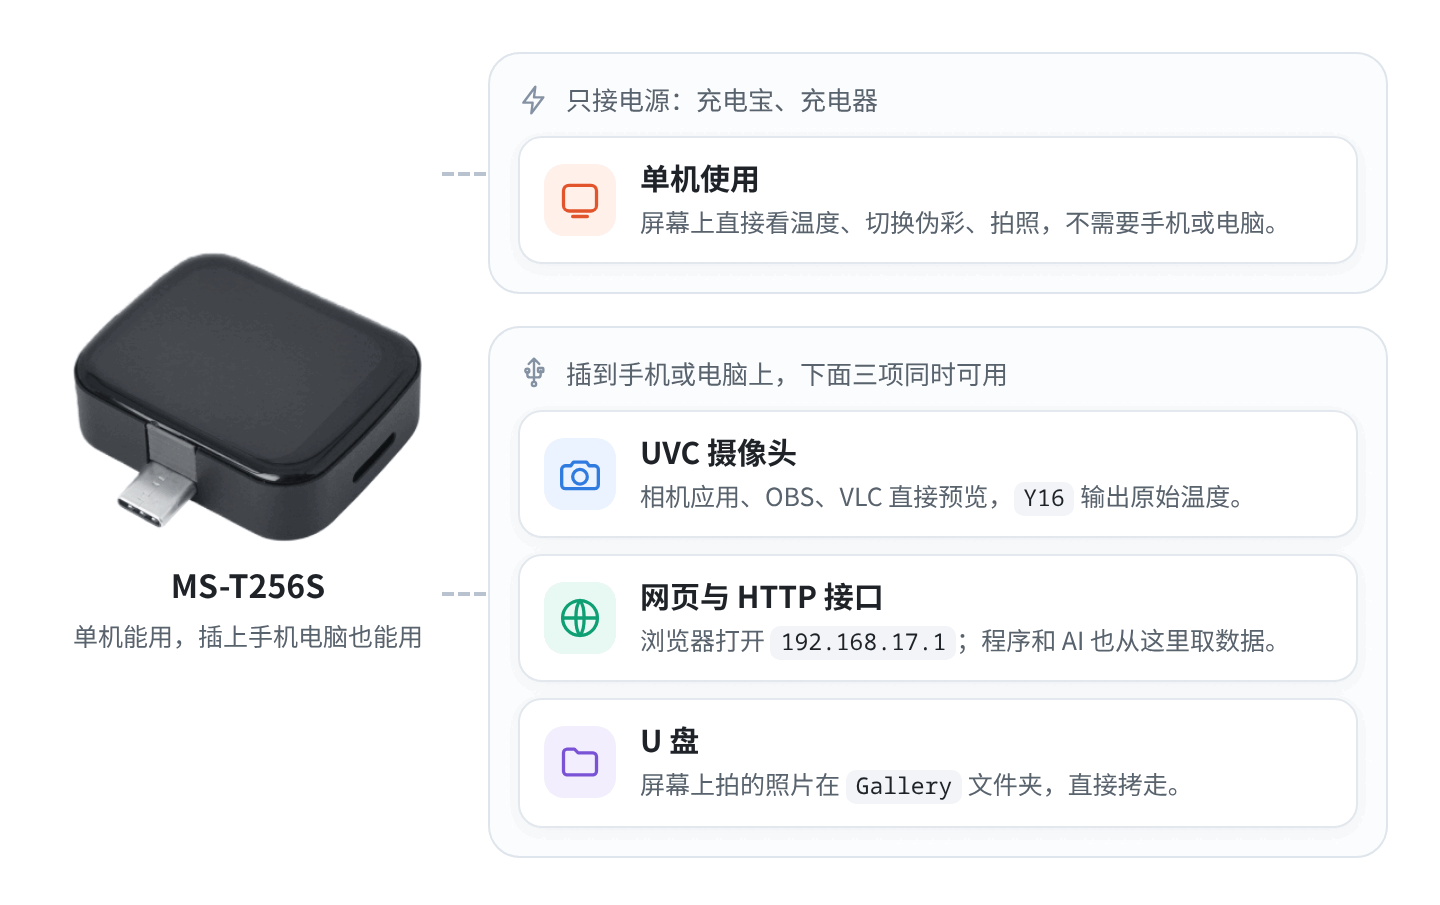 只接电源：充电宝、充电器
单机使用
屏幕上直接看温度、切换伪彩、拍照，不需要手机或电脑。
插到手机或电脑上，下面三项同时可用
UVC 摄像头
相机应用、OBS、VLC 直接预览，Y16 输出原始温度。
MS-T256S
单机能用，插上手机电脑也能用
网页与 HTTP 接口
浏览器打开 192.168.17.1；程序和 AI 也从这里取数据。
U 盘
屏幕上拍的照片在 Gallery 文件夹，直接拷走。